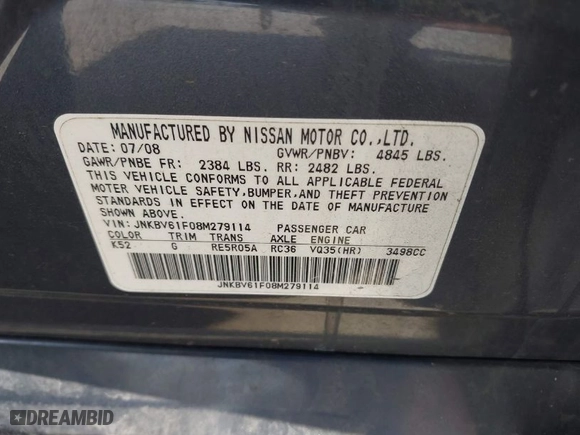 MANUFACTURED BY NISSAN MOTOR CO.,LTD.
DATE: 07/08 GVWR/PNBV: 4845 LBS.
GAWR/PNBE FR: 2384 LBS. RR: 2482 LBS.
THIS VEHICLE CONFORMS TO ALL APPLICABLE FEDERAL
MOTOR VEHICLE SAFETY,BUMPER,AND THEFT PREVENTION
STANDARDS IN EFFECT ON THE DATE OF MANUFACTURE
SHOWN ABOVE.
VIN: JNKBV61F08M279114 PASSENGER CAR
COLOR TRIM TRANS AXLE ENGINE
K52 G RE5R05A RC36 VQ35(HR) 3498CC
JNKBV61F08M279114
DREAMBID